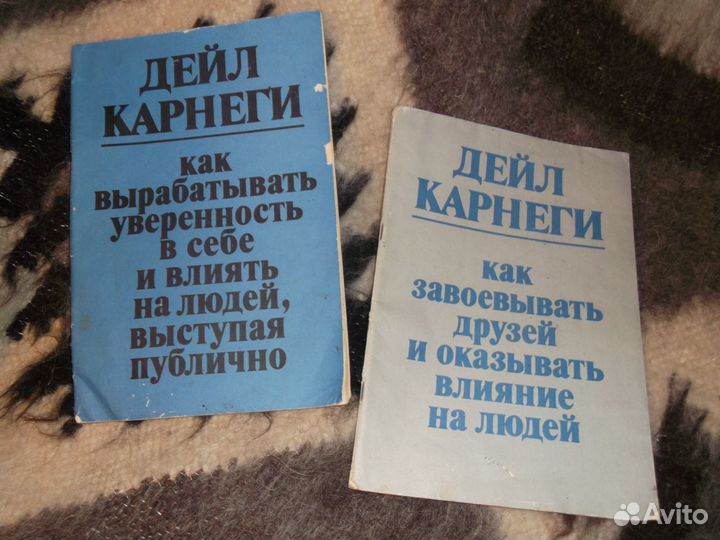 ДЕЙЛ
КАРНЕГИ
как
вырабатывать
уверенность
в себе
и влиять
на людей,
выступая
публично
ДЕЙЛ
КАРНЕГИ
как
завоевывать
друзей
и оказывать
влияние
на людей
Avito